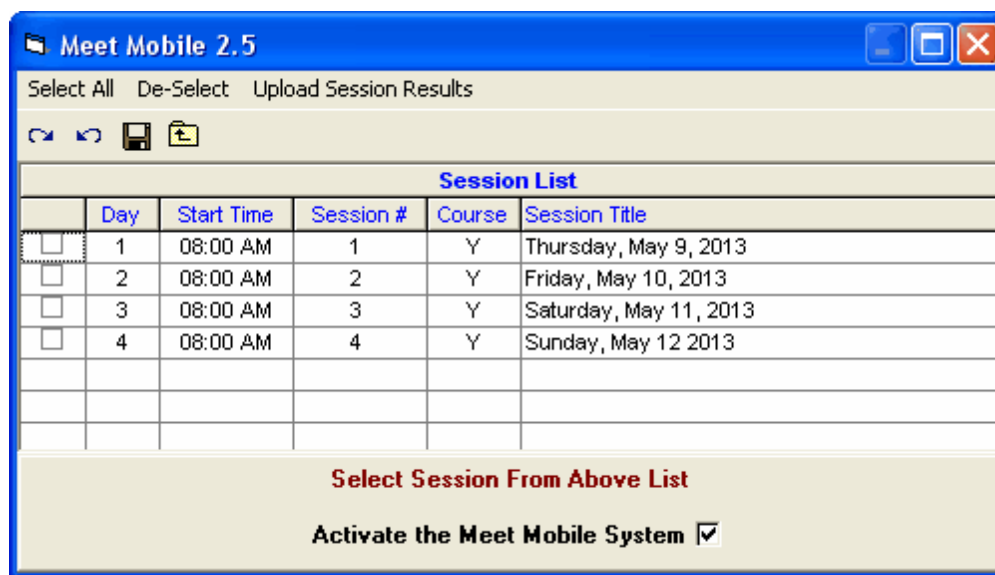 Meet Mobile 2.5
Select All De-Select Upload Session Results
Session List
Day Start Time Session # Course Session Title
1 08:00 AM 1 Y Thursday, May 9, 2013
2 08:00 AM 2 Y Friday, May 10, 2013
3 08:00 AM 3 Y Saturday, May 11, 2013
4 08:00 AM 4 Y Sunday, May 12 2013
Select Session From Above List
Activate the Meet Mobile System